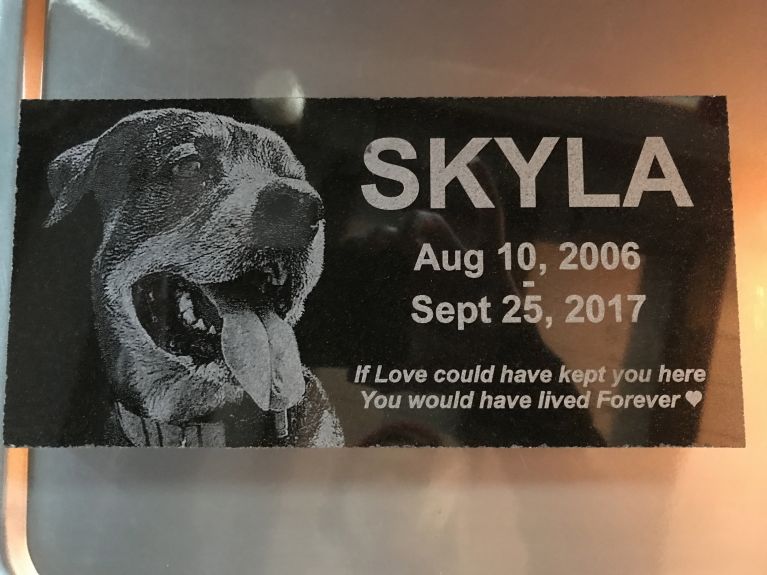 SKYLA
Aug 10, 2006
-
Sept 25, 2017
If Love could have kept you here
You would have lived Forever ♥